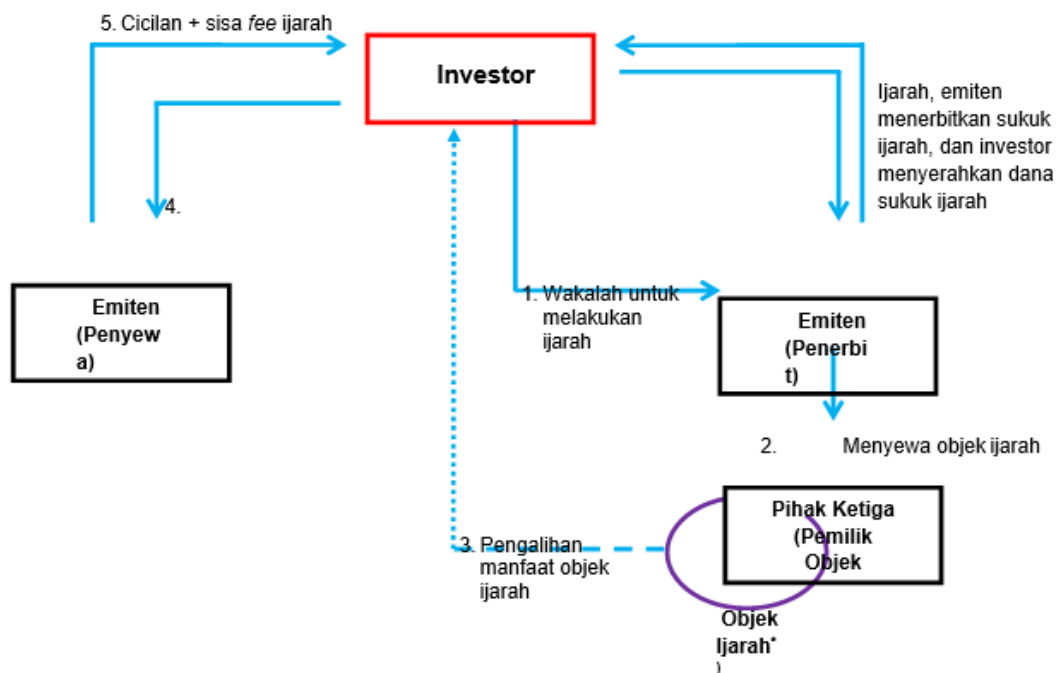 5. Cicilan + sisa fee ijarah
Investor
Ijarah, emiten
menerbitkan sukuk
ijarah, dan investor
menyerahkan dana
sukuk ijarah
4.
1. Wakalah untuk
melakukan
ijarah
Emiten
(Penyew
a)
Emiten
(Penerbi
t)
2. Menyewa objek ijarah
Pihak Ketiga
(Pemilik
Objek
3. Pengalihan
manfaat objek
ijarah
Objek
Ijarah*
)